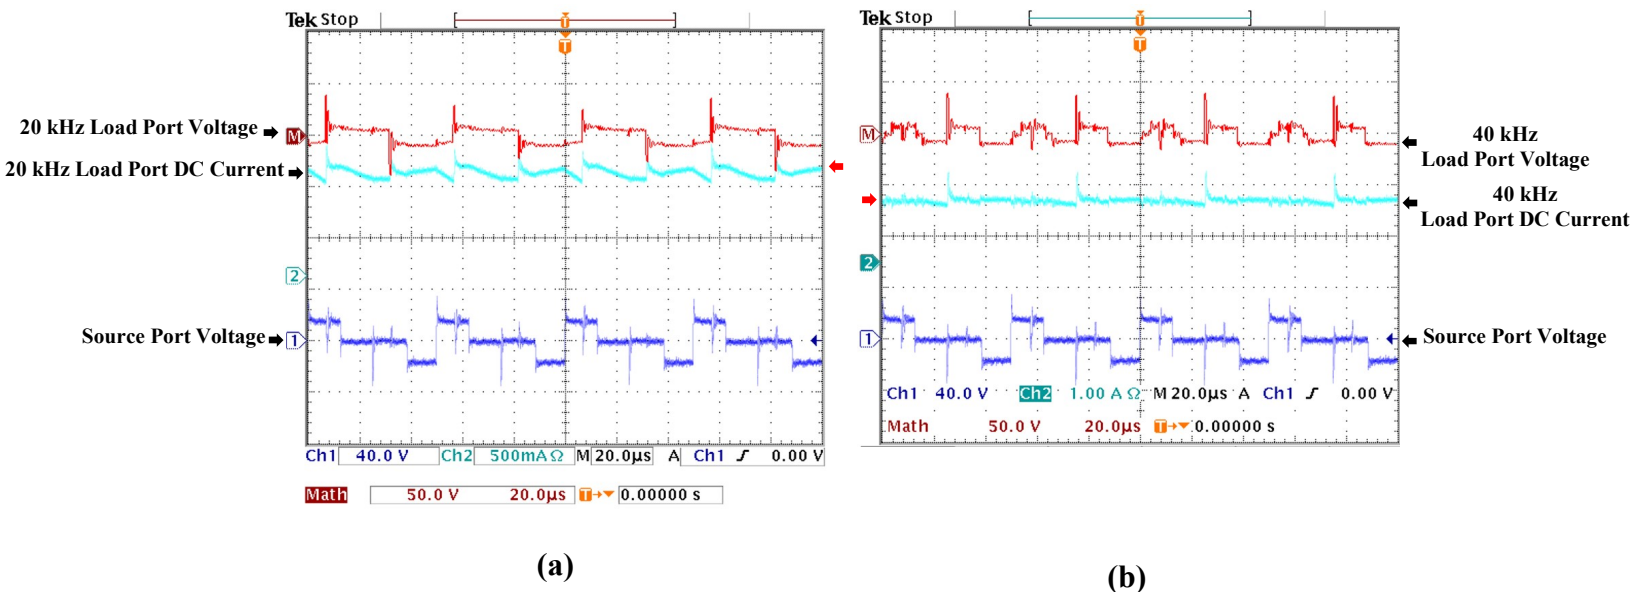 Tek Stop
T
T
M
20 kHz Load Port Voltage
20 kHz Load Port DC Current
2
Source Port Voltage
1
Ch1 40.0 V Ch2 500mAΩ M 20.0µs A Ch1 ʃ 0.00 V
Math 50.0 V 20.0µs T→▼ 0.00000 s
(a)
Tek Stop
T
T
M
40 kHz
Load Port Voltage
40 kHz
Load Port DC Current
2
1
Source Port Voltage
Ch1 40.0 V Ch2 1.00 A Ω M 20.0µs A Ch1 ʃ 0.00 V
Math 50.0 V 20.0µs T→▼ 0.00000 s
(b)